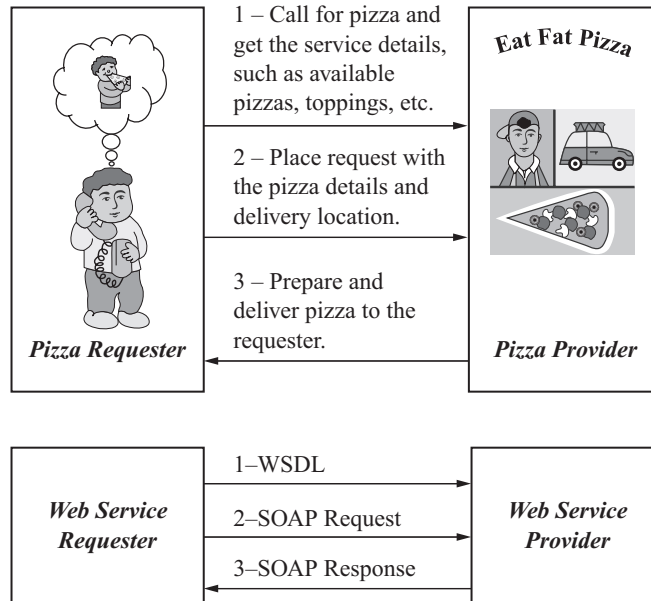 1 – Call for pizza and
get the service details,
such as available
pizzas, toppings, etc.
Eat Fat Pizza
2 – Place request with
the pizza details and
delivery location.
3 – Prepare and
deliver pizza to the
requester.
Pizza Requester
Pizza Provider
1–WSDL
Web Service
Requester
2–SOAP Request
3–SOAP Response
Web Service
Provider